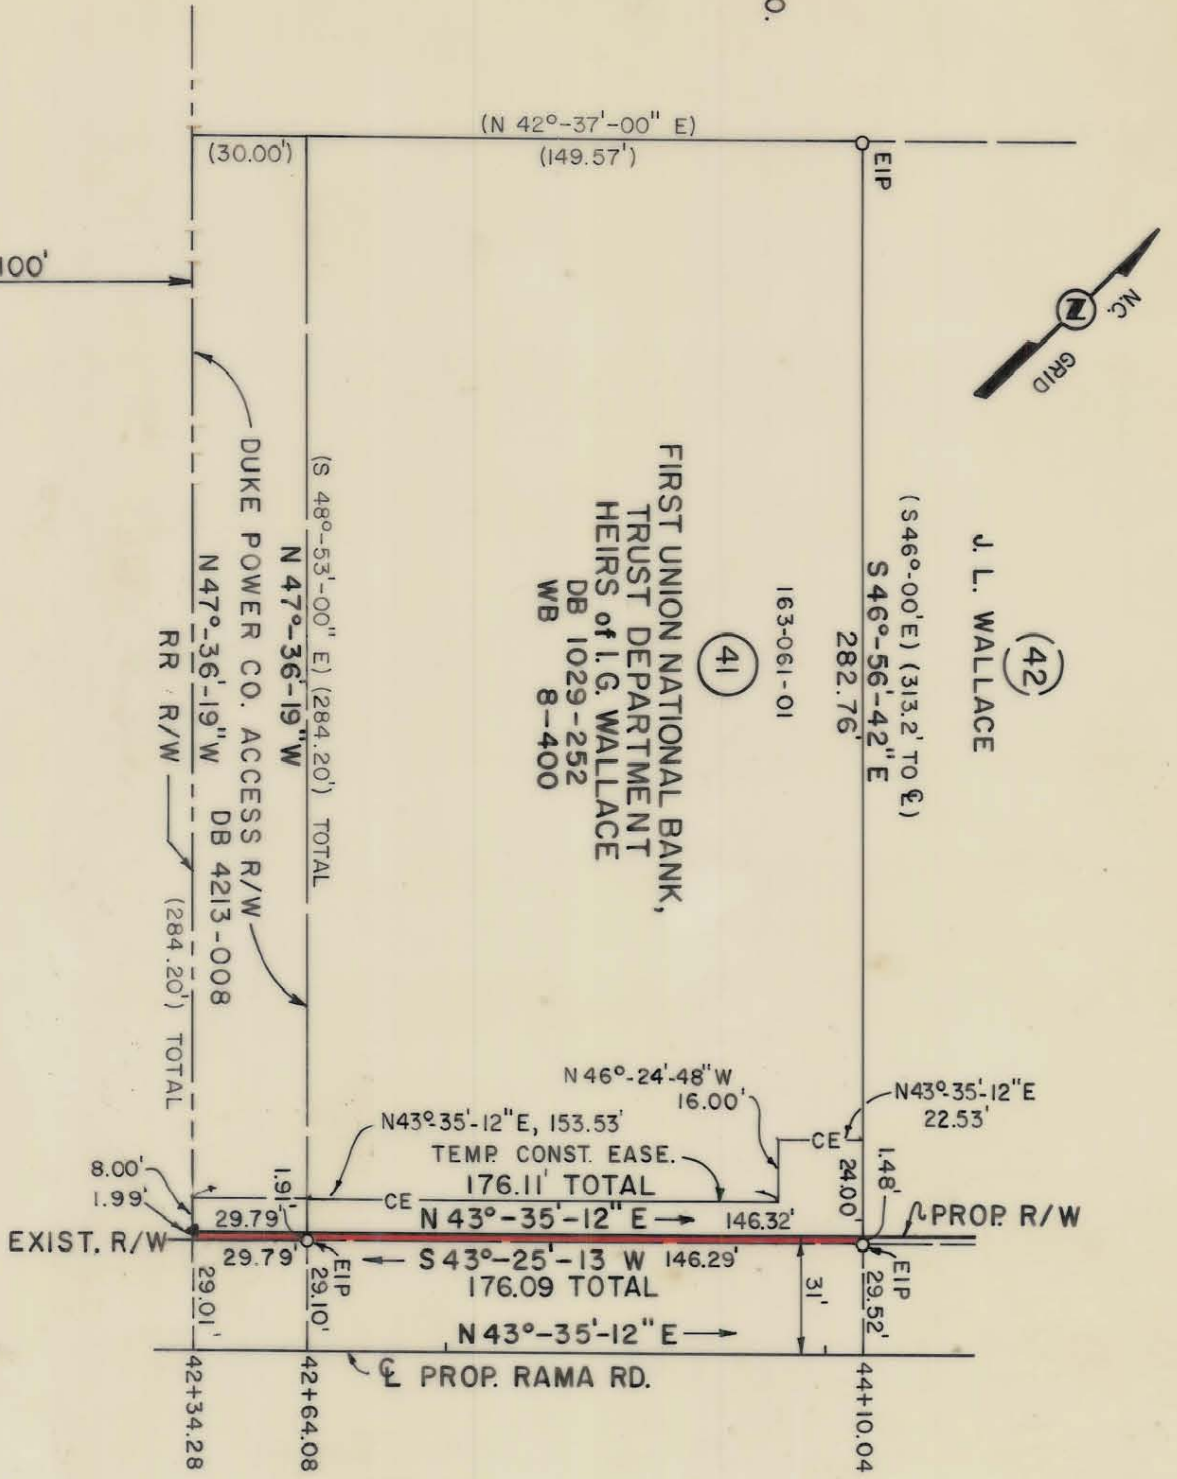 O.
(N 42°-37'-00" E)
(30.00')
(149.57')
EIP
100'
N.C.
N
GRID
(42)
J. L. WALLACE
(S46°-00'E) (313.2' TO ℄)
S 46°-56'-42" E
282.76'
163-061-01
41
FIRST UNION NATIONAL BANK,
TRUST DEPARTMENT
HEIRS of I. G. WALLACE
DB 1029-252
WB 8-400
(S 48°-53'-00" E) (284.20') TOTAL
N 47°-36'-19" W
DUKE POWER CO. ACCESS R/W
DB 4213-008
N 47°-36'-19" W
RR R/W
(284.20') TOTAL
N 46°-24'-48" W
16.00'
N43°-35'-12"E
22.53'
CE
N43°-35'-12"E, 153.53'
TEMP. CONST. EASE.
8.00'
1.99'
1.91'
CE
176.11' TOTAL
24.00'
1.48'
29.79'
N 43°-35'-12" E
146.32'
PROP. R/W
EXIST. R/W
29.79'
EIP
S 43°-25'-13 W
146.29'
EIP
176.09 TOTAL
29.01'
29.10'
31'
29.52'
N 43°-35'-12" E
℄ PROP. RAMA RD.
42+34.28
42+64.08
44+10.04